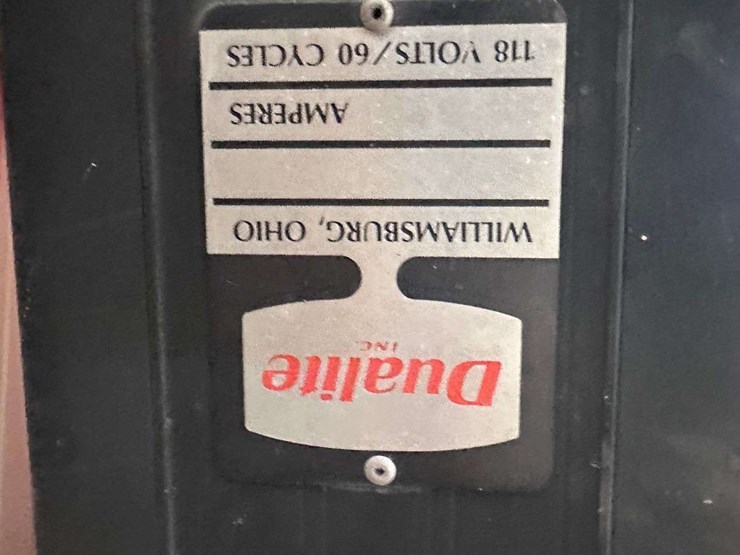 Dualite
INC.
WILLIAMSBURG, OHIO
AMPERES
118 VOLTS/60 CYCLES